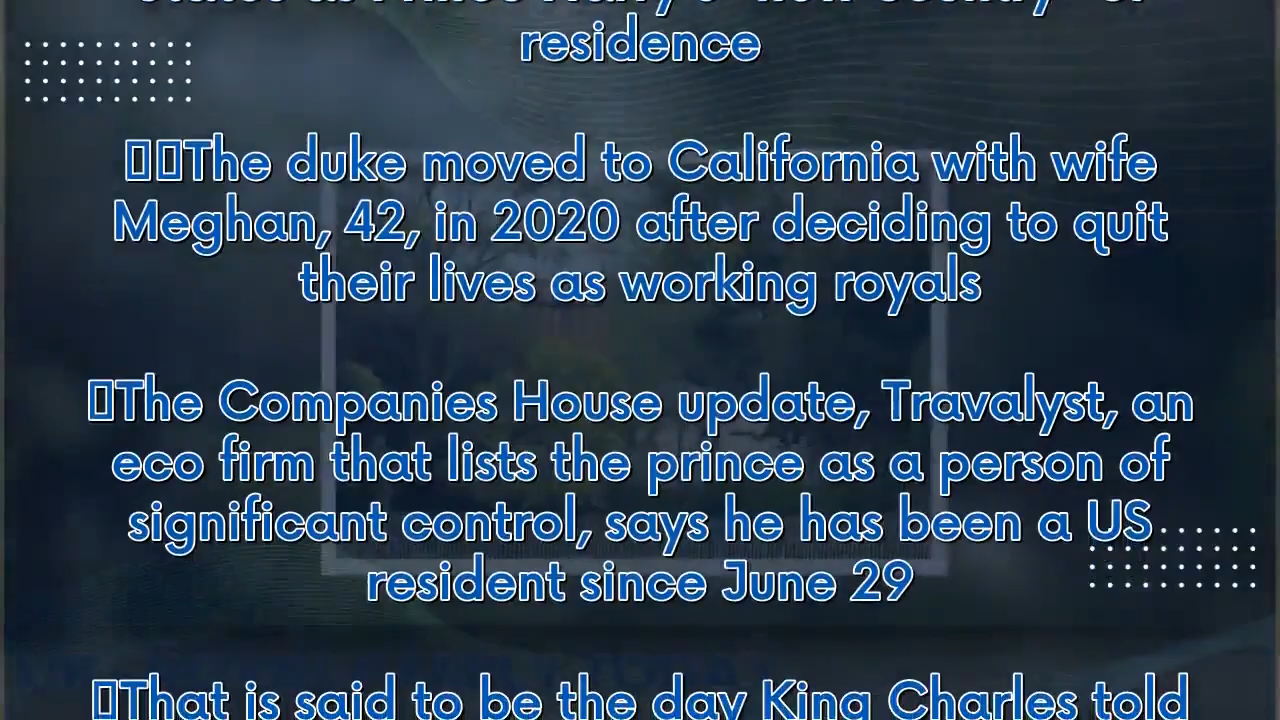 residence
▯▯The duke moved to California with wife
Meghan, 42, in 2020 after deciding to quit
their lives as working royals
▯The Companies House update, Travalyst, an
eco firm that lists the prince as a person of
significant control, says he has been a US
resident since June 29
▯That is said to be the day King Charles told